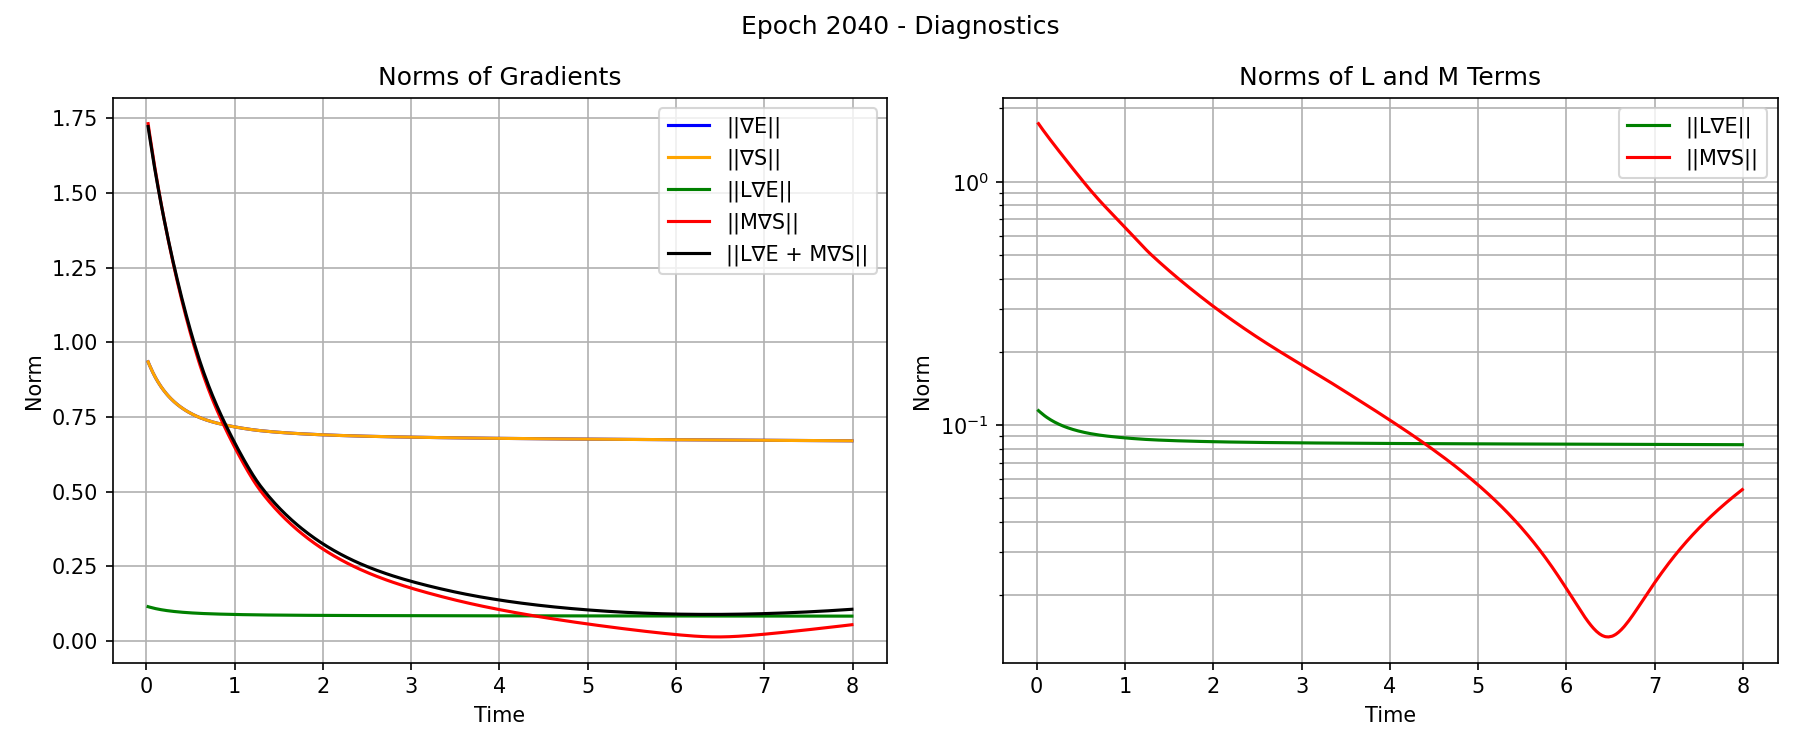 Epoch 2040 - Diagnostics
Norms of Gradients
1.75
1.50
1.25
1.00
0.75
0.50
0.25
0.00
Norm
0 1 2 3 4 5 6 7 8
Time
||∇E||
||∇S||
||L∇E||
||M∇S||
||L∇E + M∇S||
Norms of L and M Terms
10⁰
10⁻¹
Norm
0 1 2 3 4 5 6 7 8
Time
||L∇E||
||M∇S||